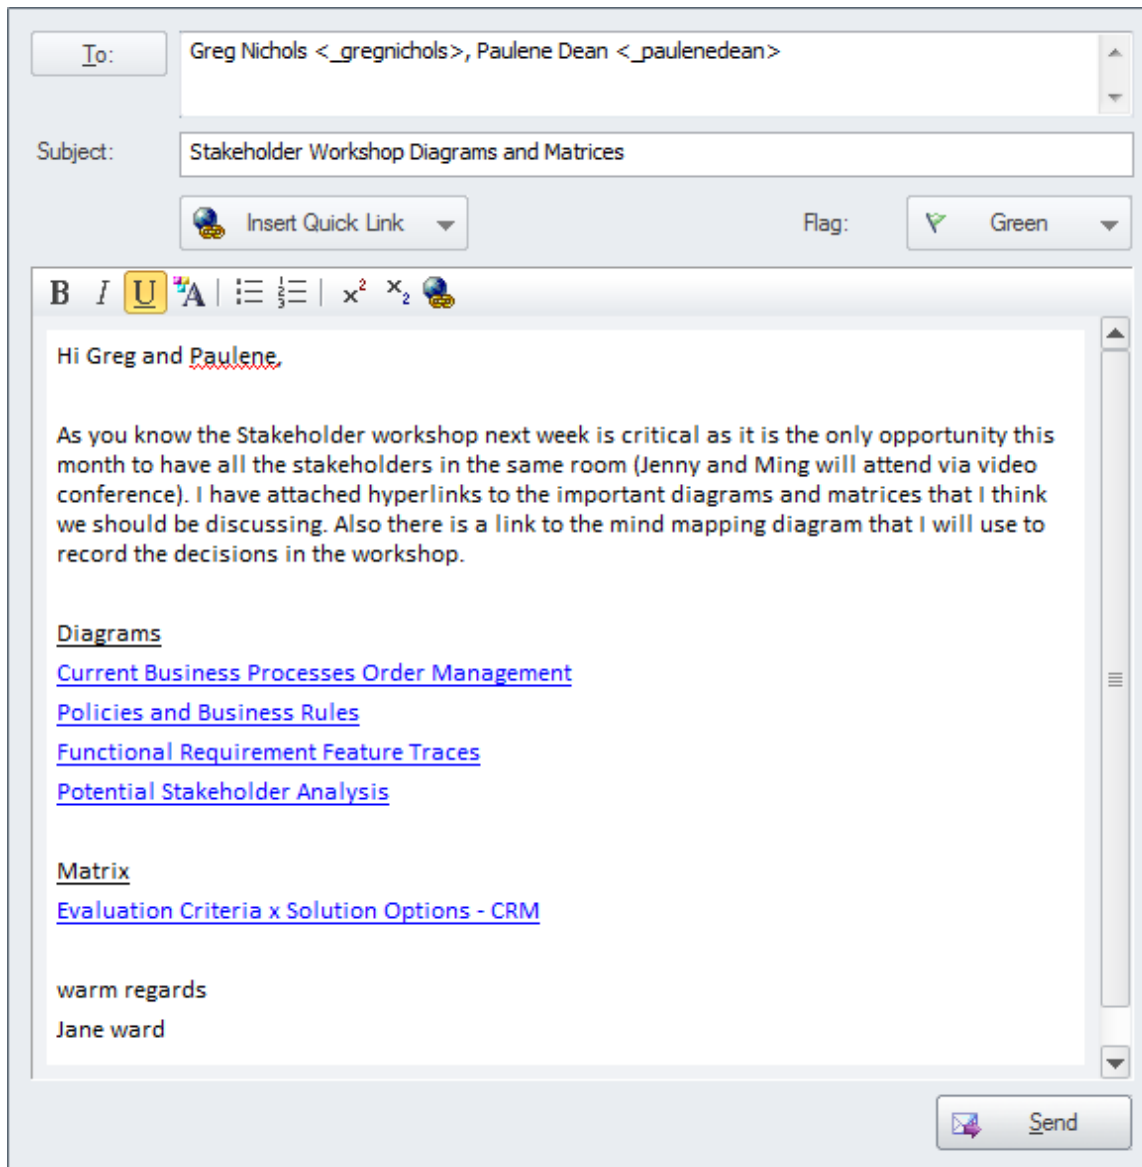 To:
Greg Nichols <_gregnichols>, Paulene Dean <_paulenedean>
Subject:
Stakeholder Workshop Diagrams and Matrices
Insert Quick Link
Flag:
Green
B I U A x² x₂
Hi Greg and Paulene,
As you know the Stakeholder workshop next week is critical as it is the only opportunity this
month to have all the stakeholders in the same room (Jenny and Ming will attend via video
conference). I have attached hyperlinks to the important diagrams and matrices that I think
we should be discussing. Also there is a link to the mind mapping diagram that I will use to
record the decisions in the workshop.
Diagrams
Current Business Processes Order Management
Policies and Business Rules
Functional Requirement Feature Traces
Potential Stakeholder Analysis
Matrix
Evaluation Criteria x Solution Options - CRM
warm regards
Jane ward
Send